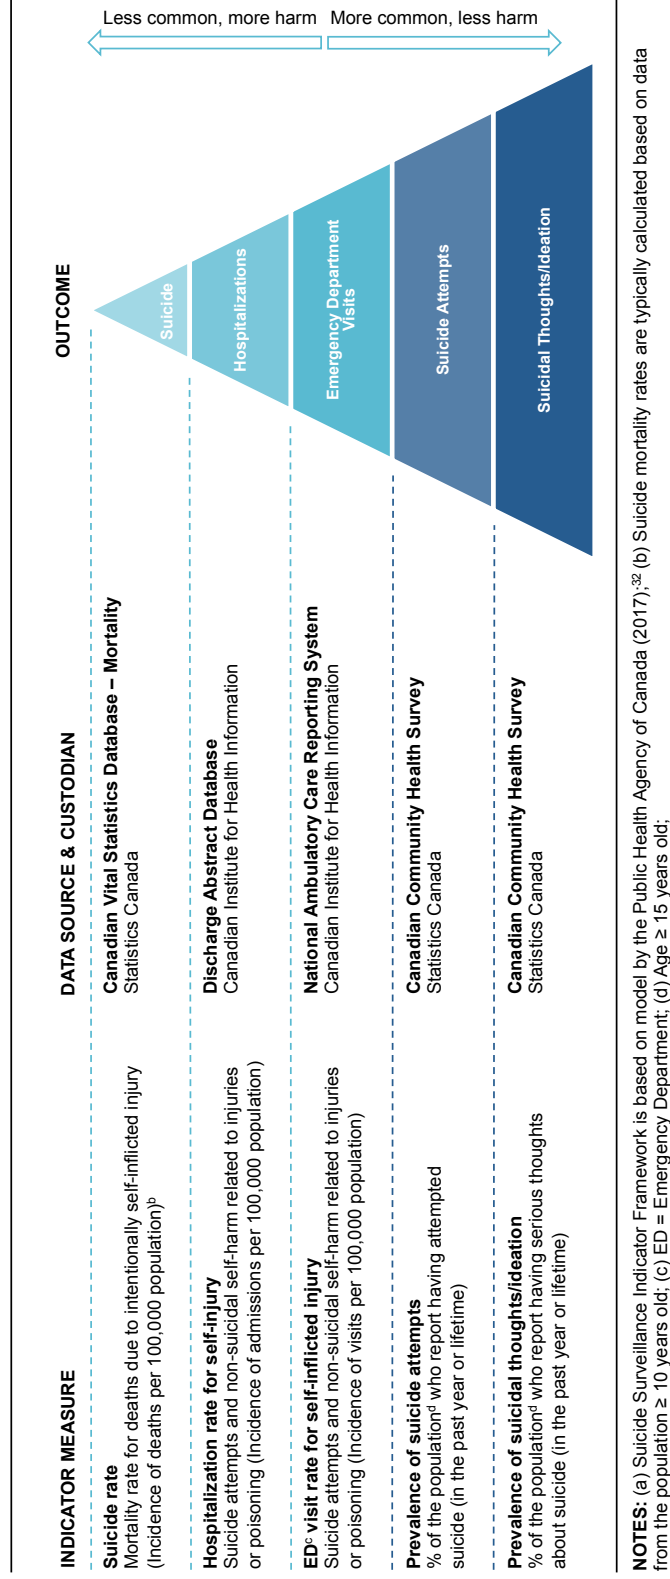 INDICATOR MEASURE
DATA SOURCE & CUSTODIAN
OUTCOME
Less common, more harm
More common, less harm
Suicide rate
Mortality rate for deaths due to intentionally self-inflicted injury
(Incidence of deaths per 100,000 population)ᵇ
Canadian Vital Statistics Database – Mortality
Statistics Canada
Suicide
Hospitalization rate for self-injury
Suicide attempts and non-suicidal self-harm related to injuries
or poisoning (Incidence of admissions per 100,000 population)
Discharge Abstract Database
Canadian Institute for Health Information
Hospitalizations
EDᶜ visit rate for self-inflicted injury
Suicide attempts and non-suicidal self-harm related to injuries
or poisoning (Incidence of visits per 100,000 population)
National Ambulatory Care Reporting System
Canadian Institute for Health Information
Emergency Department
Visits
Prevalence of suicide attempts
% of the populationᵈ who report having attempted
suicide (in the past year or lifetime)
Canadian Community Health Survey
Statistics Canada
Suicide Attempts
Prevalence of suicidal thoughts/ideation
% of the populationᵈ who report having serious thoughts
about suicide (in the past year or lifetime)
Canadian Community Health Survey
Statistics Canada
Suicidal Thoughts/Ideation
NOTES: (a) Suicide Surveillance Indicator Framework is based on model by the Public Health Agency of Canada (2017);³² (b) Suicide mortality rates are typically calculated based on data
from the population ≥ 10 years old; (c) ED = Emergency Department; (d) Age ≥ 15 years old;